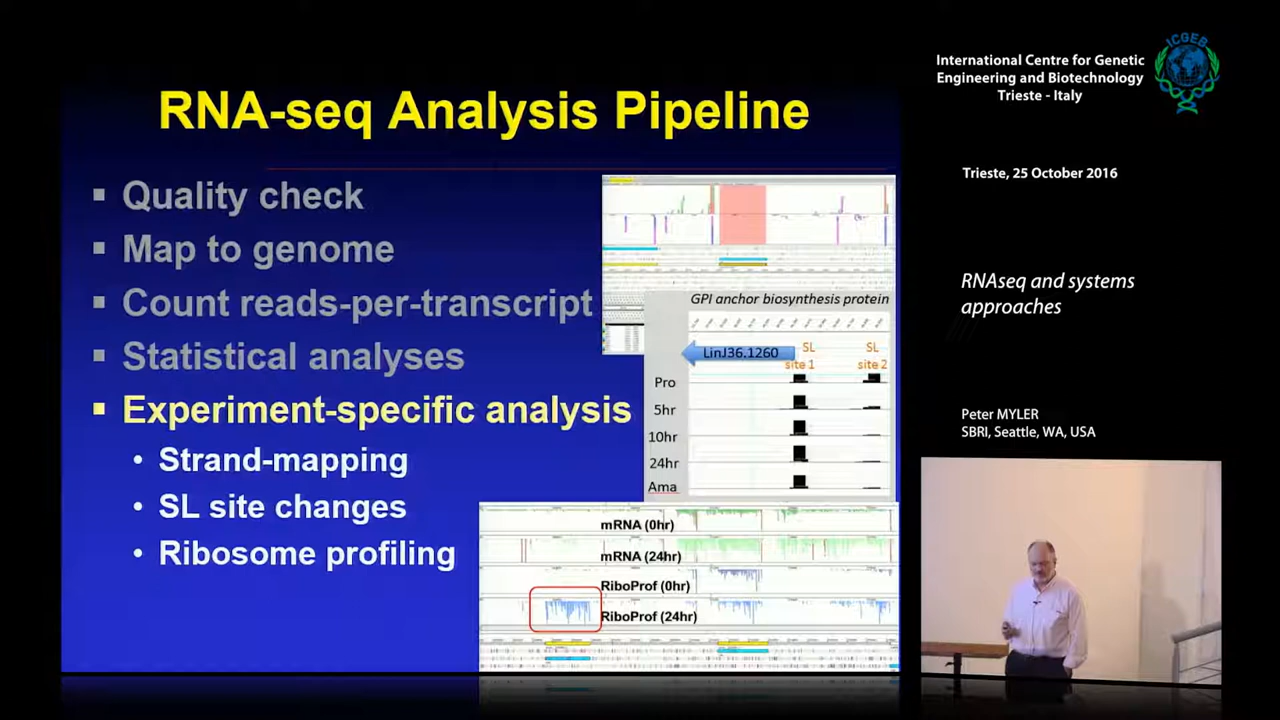 RNA-seq Analysis Pipeline
▪ Quality check
▪ Map to genome
▪ Count reads-per-transcript
▪ Statistical analyses
▪ Experiment-specific analysis
• Strand-mapping
• SL site changes
• Ribosome profiling
GPI anchor biosynthesis protein
LinJ36.1260
SL
site 1
SL
site 2
Pro
5hr
10hr
24hr
Ama
mRNA (0hr)
mRNA (24hr)
RiboProf (0hr)
RiboProf (24hr)
International Centre for Genetic
Engineering and Biotechnology
Trieste - Italy
ICGEB
Trieste, 25 October 2016
RNAseq and systems
approaches
Peter MYLER
SBRI, Seattle, WA, USA